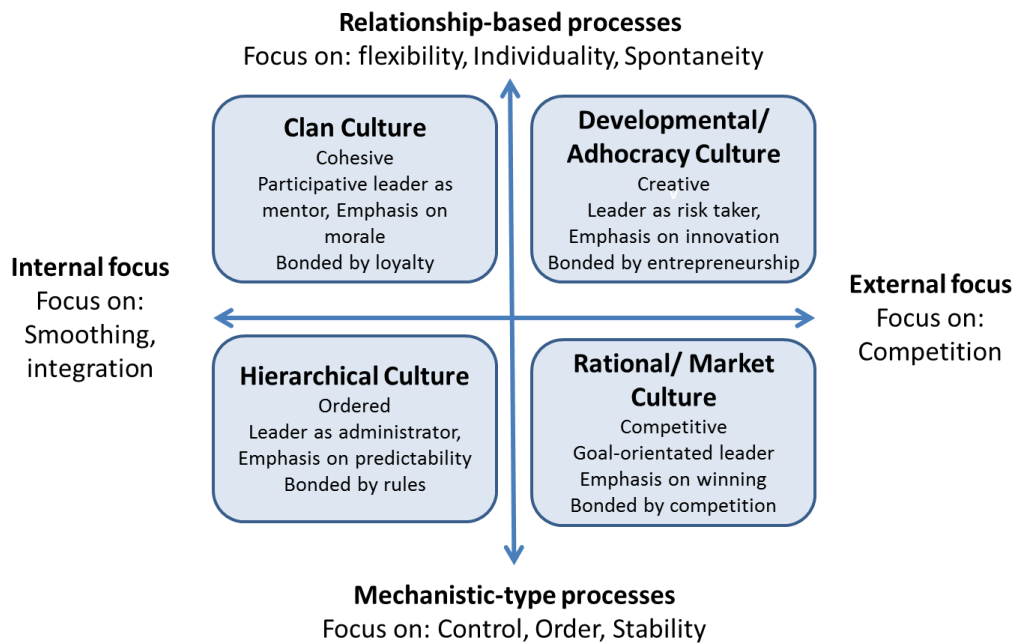 Relationship-based processes
Focus on: flexibility, Individuality, Spontaneity
Clan Culture
Cohesive
Participative leader as
mentor, Emphasis on
morale
Bonded by loyalty
Developmental/
Adhocracy Culture
Creative
Leader as risk taker,
Emphasis on innovation
Bonded by entrepreneurship
Internal focus
Focus on:
Smoothing,
integration
External focus
Focus on:
Competition
Hierarchical Culture
Ordered
Leader as administrator,
Emphasis on predictability
Bonded by rules
Rational/ Market
Culture
Competitive
Goal-orientated leader
Emphasis on winning
Bonded by competition
Mechanistic-type processes
Focus on: Control, Order, Stability